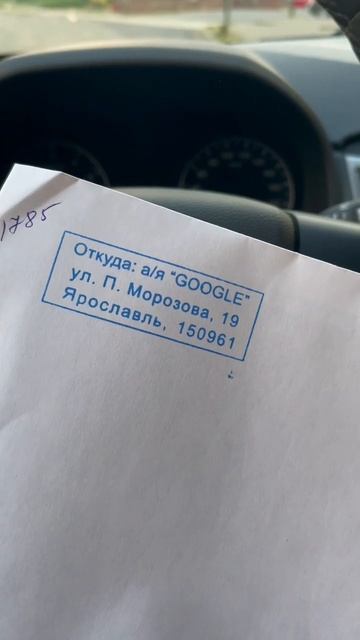 1785
Откуда: а/я "GOOGLE"
ул. П. Морозова, 19
Ярославль, 150961